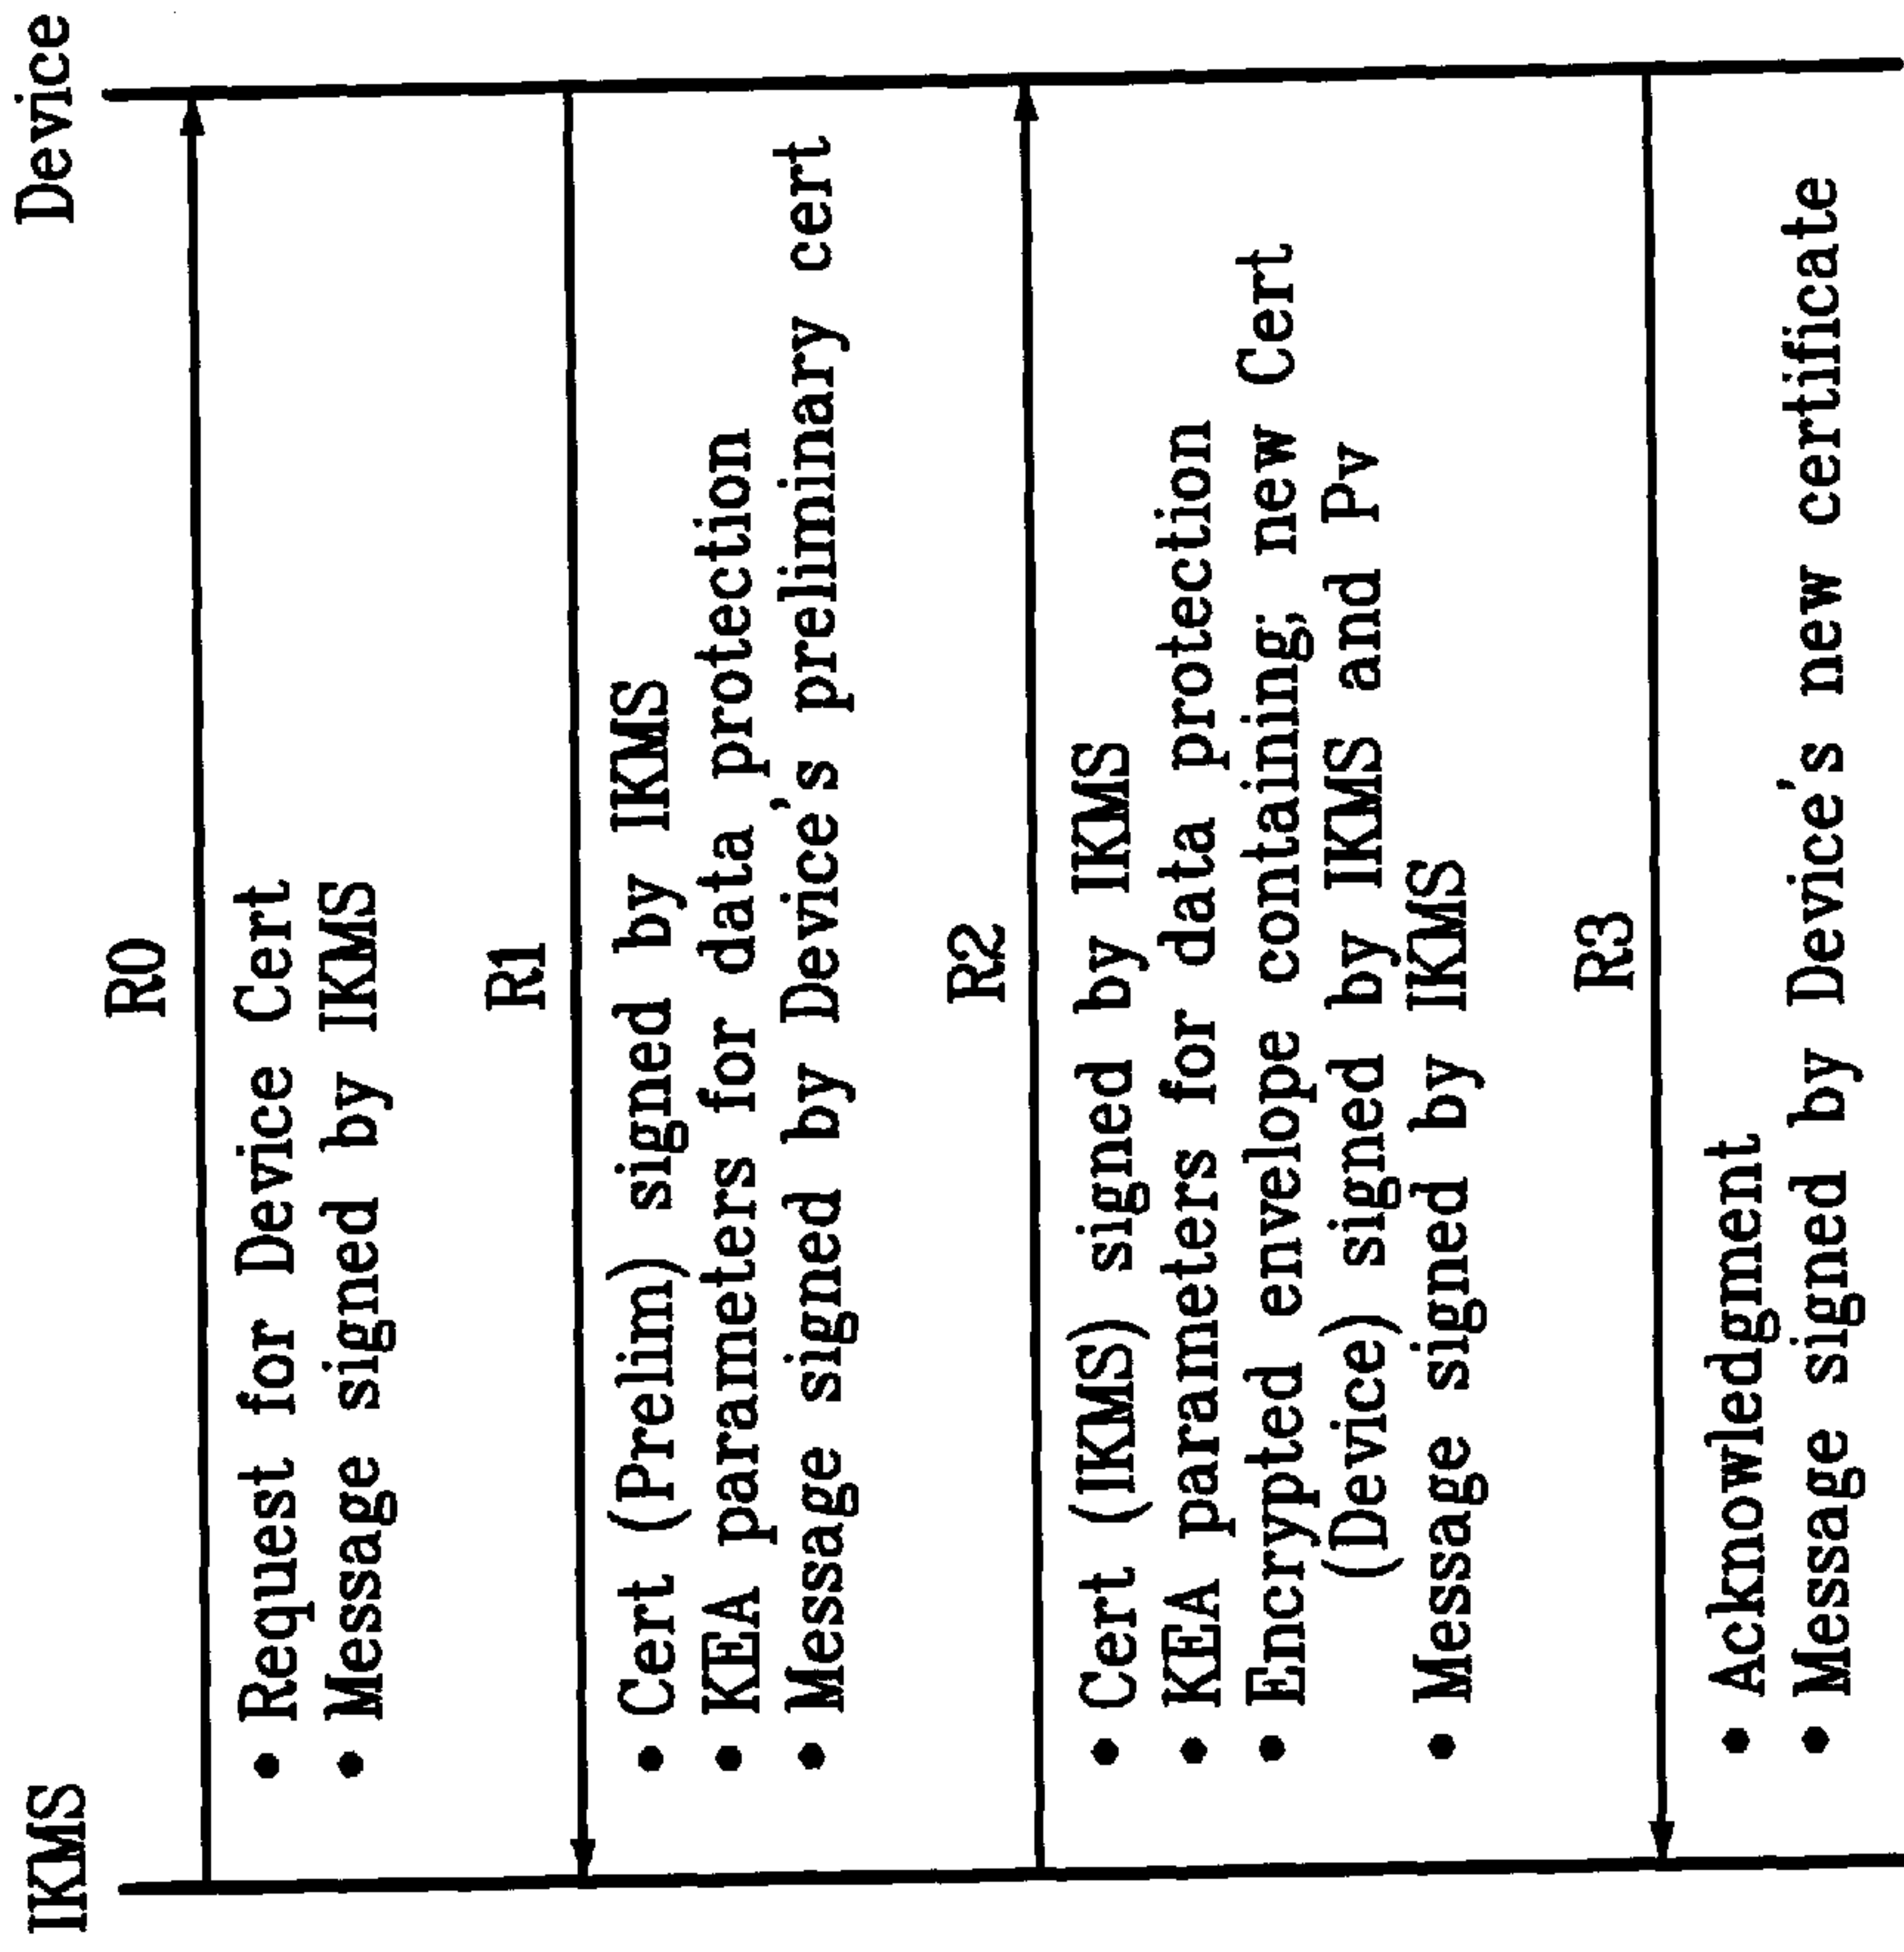 IKMS
Device
R0
• Request for Device Cert
• Message signed by IKMS
R1
• Cert (Prelim) signed by IKMS
• KEA parameters for data protection
• Message signed by Device's preliminary cert
R2
• Cert (IKMS) signed by IKMS
• KEA parameters for data protection
• Encrypted envelope containing; new Cert
(Device) signed by IKMS and Pv
• Message signed by IKMS
R3
• Acknowledgment
• Message signed by Device's new certificate